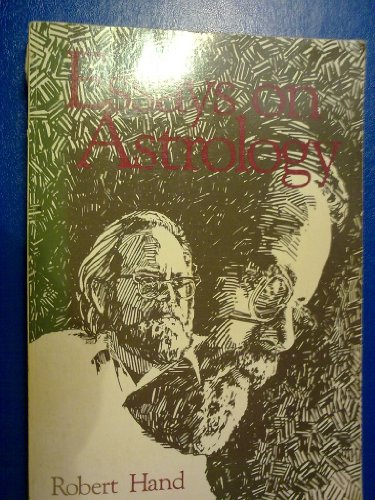 Essays on
Astrology
Robert Hand